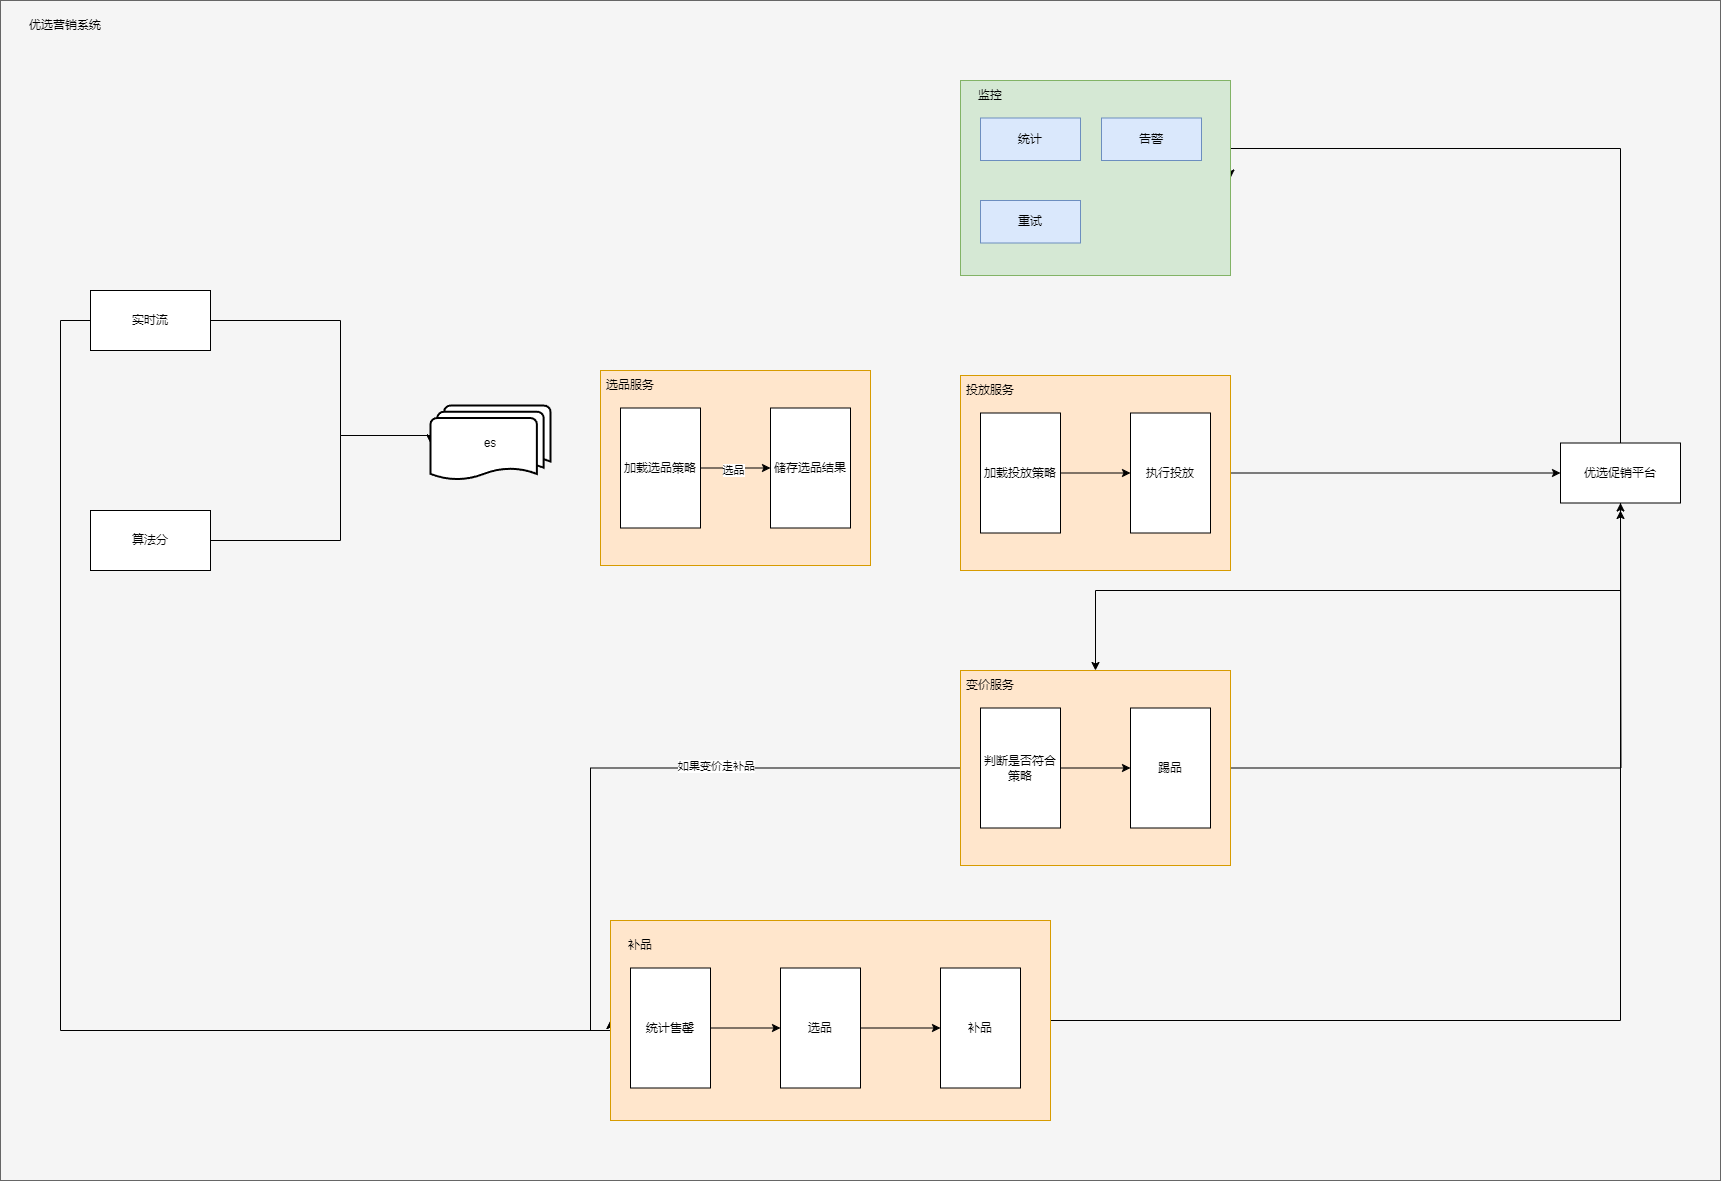 优选营销系统
监控
统计
告警
重试
实时流
算法分
es
选品服务
加载选品策略
选品
储存选品结果
投放服务
加载投放策略
执行投放
优选促销平台
变价服务
判断是否符合
策略
踢品
如果变价走补品
补品
统计售罄
选品
补品